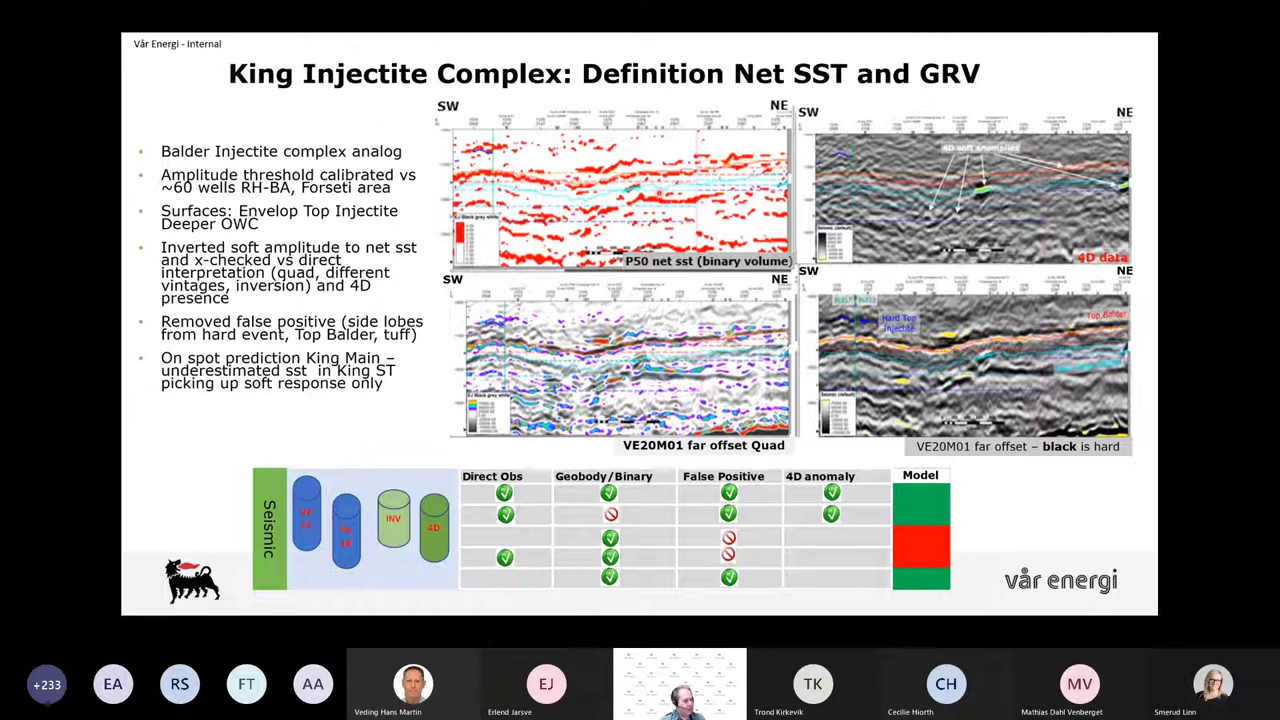 Vår Energi - Internal
King Injectite Complex: Definition Net SST and GRV
Balder Injectite complex analog
Amplitude threshold calibrated vs
~60 wells RH-BA, Forseti area
Surfaces: Envelop Top Injectite
Deeper OWC
Inverted soft amplitude to net sst
and x-checked vs direct
interpretation (quad, different
vintages, inversion) and 4D
presence
Removed false positive (side lobes
from hard event, Top Balder, tuff)
On spot prediction King Main –
underestimated sst in King ST
picking up soft response only
SW
NE
P50 net sst (binary volume)
SW
NE
4D soft anomalies
4D data
SW
NE
VE20M01 far offset Quad
SW
NE
Hard Top
Injectite
Top Balder
VE20M01 far offset – black is hard
Seismic
INV
4D
Direct Obs
Geobody/Binary
False Positive
4D anomaly
Model
vår energi
+233
EA
RS
FT
AA
Veding Hans Martin
EJ
Erlend Jarsve
TK
Trond Kirkevik
CH
Cecilie Hiorth
MV
Mathias Dahl Venberget
Smerud Linn